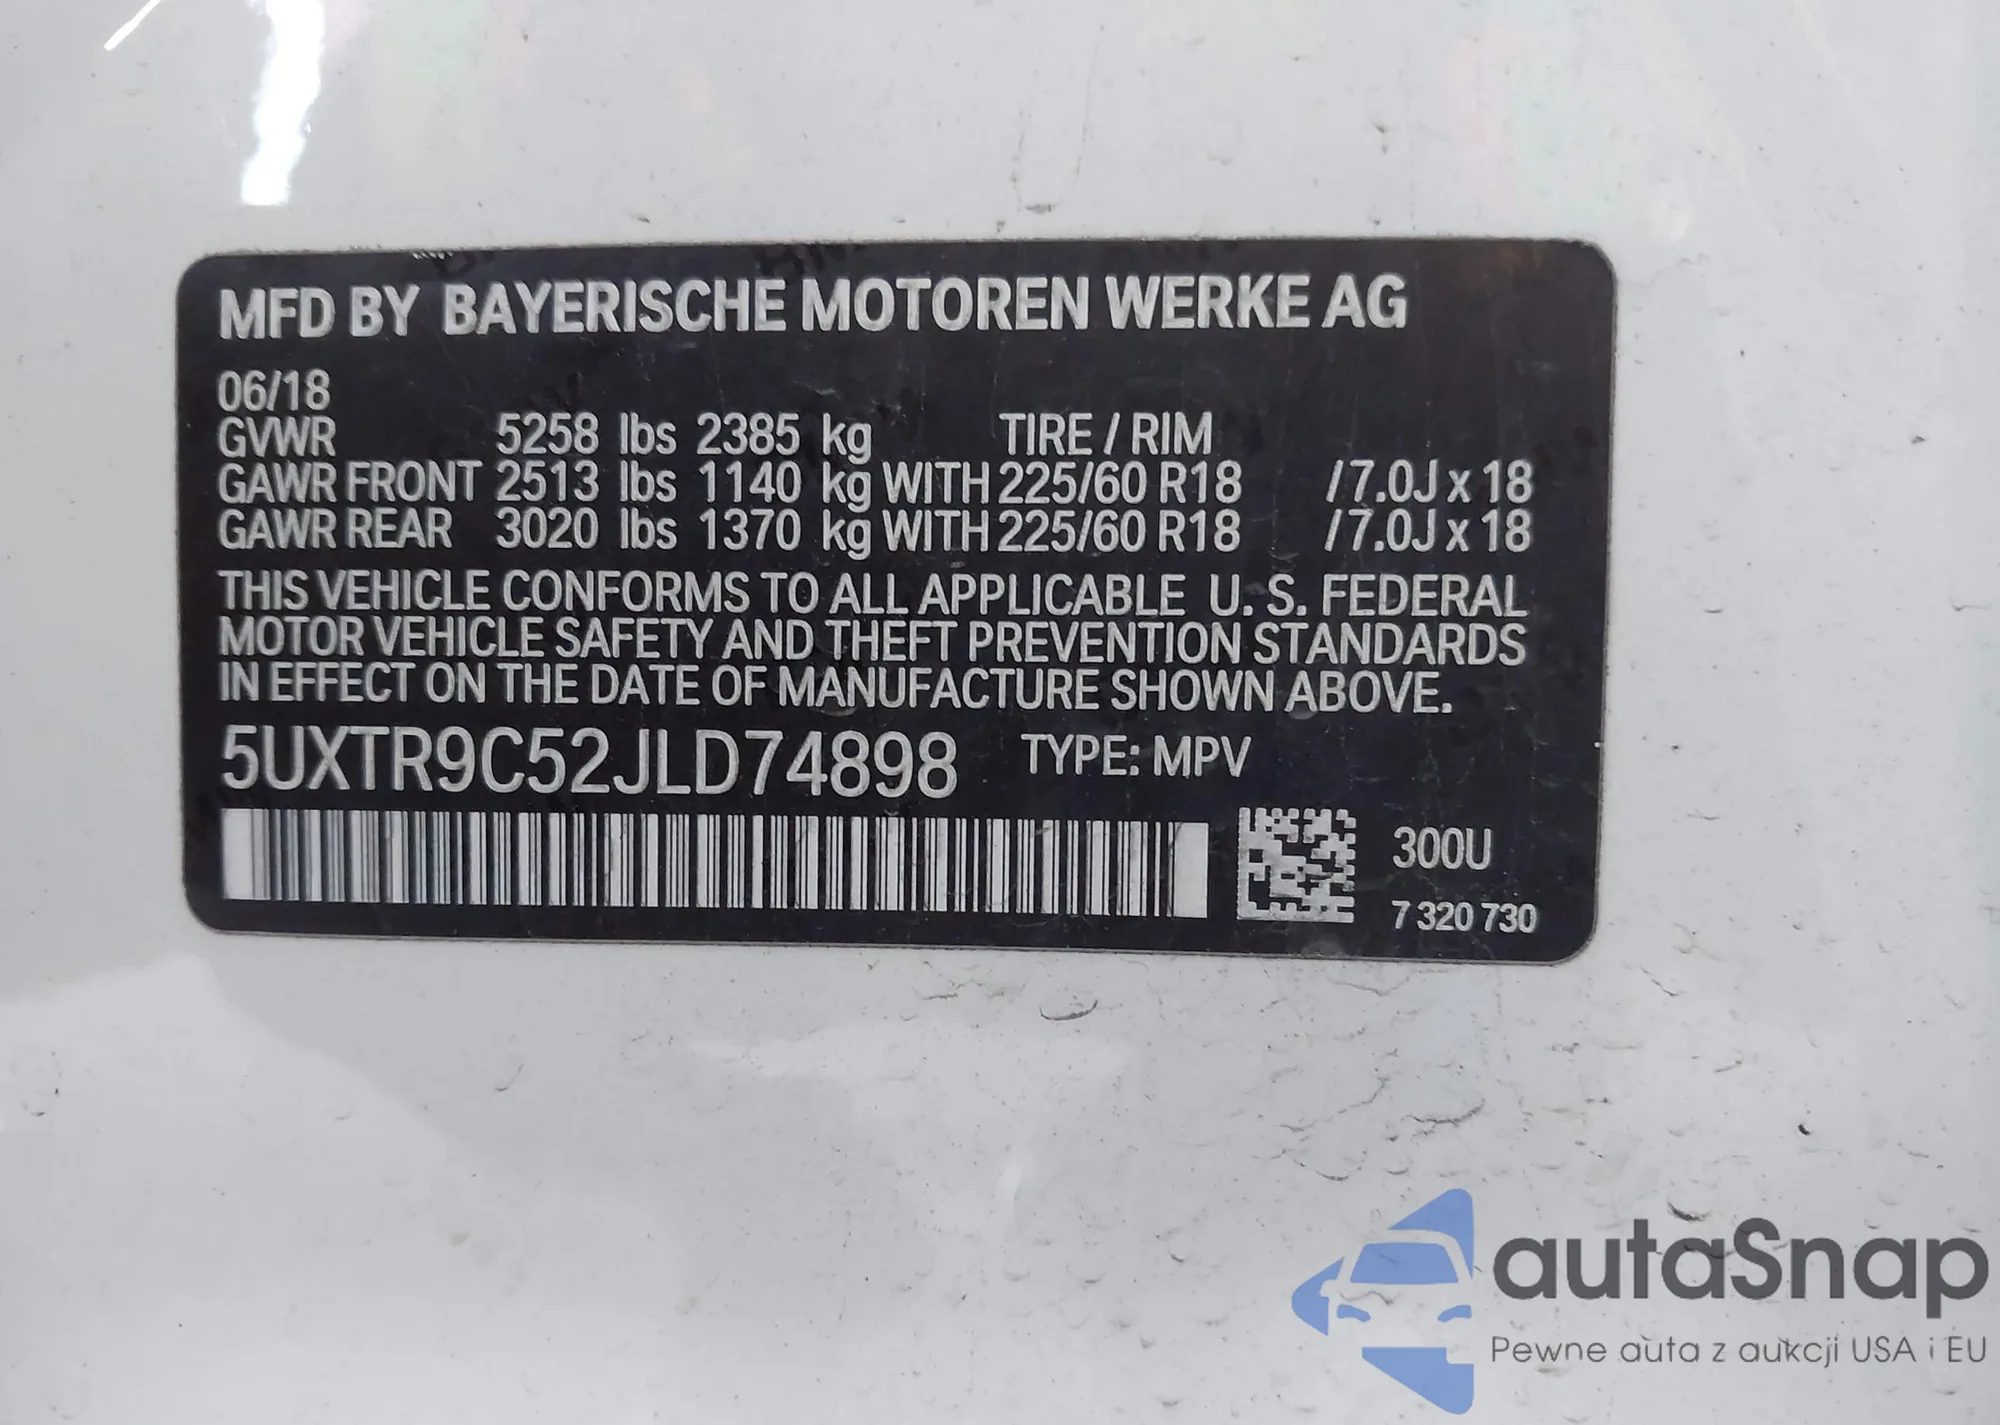 MFD BY BAYERISCHE MOTOREN WERKE AG
06/18
GVWR 5258 lbs 2385 kg TIRE / RIM
GAWR FRONT 2513 lbs 1140 kg WITH 225/60 R18 /7.0J x 18
GAWR REAR 3020 lbs 1370 kg WITH 225/60 R18 /7.0J x 18
THIS VEHICLE CONFORMS TO ALL APPLICABLE U. S. FEDERAL
MOTOR VEHICLE SAFETY AND THEFT PREVENTION STANDARDS
IN EFFECT ON THE DATE OF MANUFACTURE SHOWN ABOVE.
5UXTR9C52JLD74898 TYPE: MPV
300U
7 320 730
autaSnap
Pewne auta z aukcji USA i EU